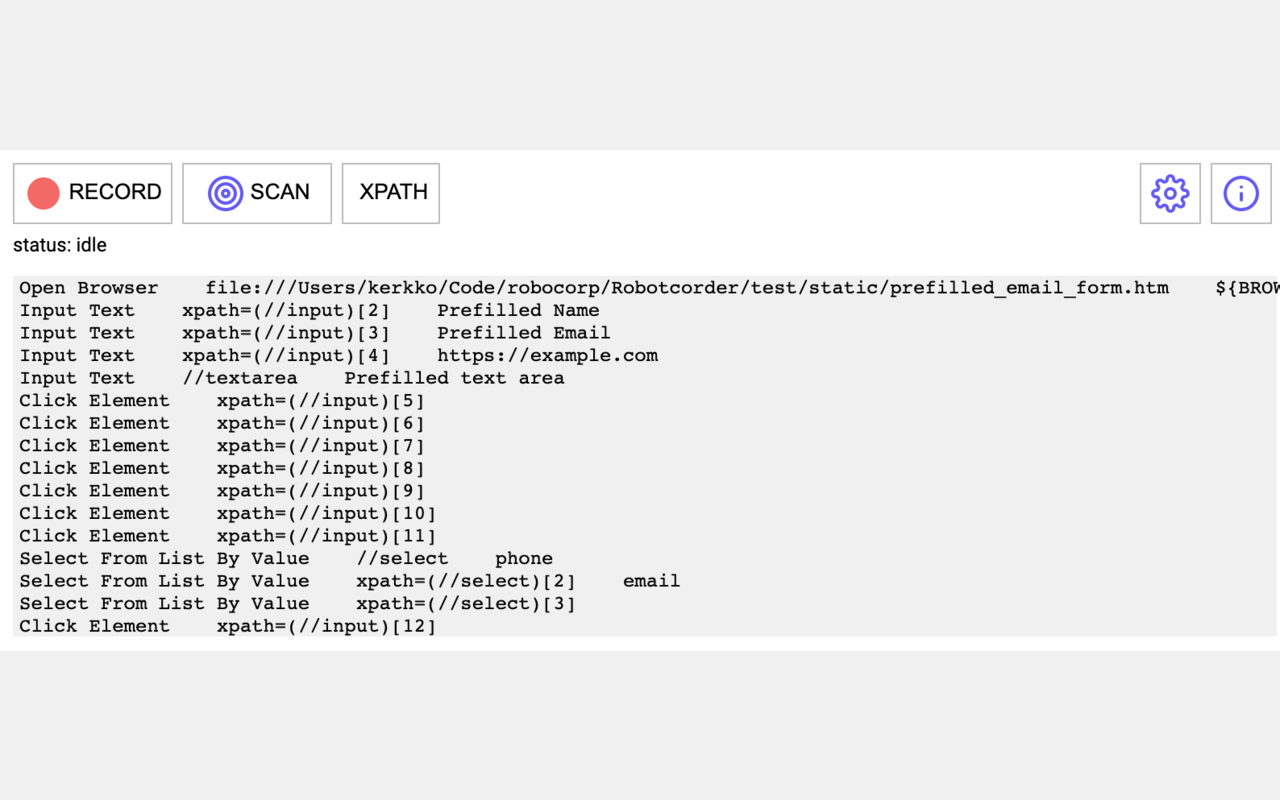 RECORD SCAN XPATH
status: idle
Open Browser    file:///Users/kerkko/Code/robocorp/Robotcorder/test/static/prefilled_email_form.htm    ${BROW
Input Text    xpath=(//input)[2]    Prefilled Name
Input Text    xpath=(//input)[3]    Prefilled Email
Input Text    xpath=(//input)[4]    https://example.com
Input Text    //textarea    Prefilled text area
Click Element    xpath=(//input)[5]
Click Element    xpath=(//input)[6]
Click Element    xpath=(//input)[7]
Click Element    xpath=(//input)[8]
Click Element    xpath=(//input)[9]
Click Element    xpath=(//input)[10]
Click Element    xpath=(//input)[11]
Select From List By Value    //select    phone
Select From List By Value    xpath=(//select)[2]    email
Select From List By Value    xpath=(//select)[3]
Click Element    xpath=(//input)[12]